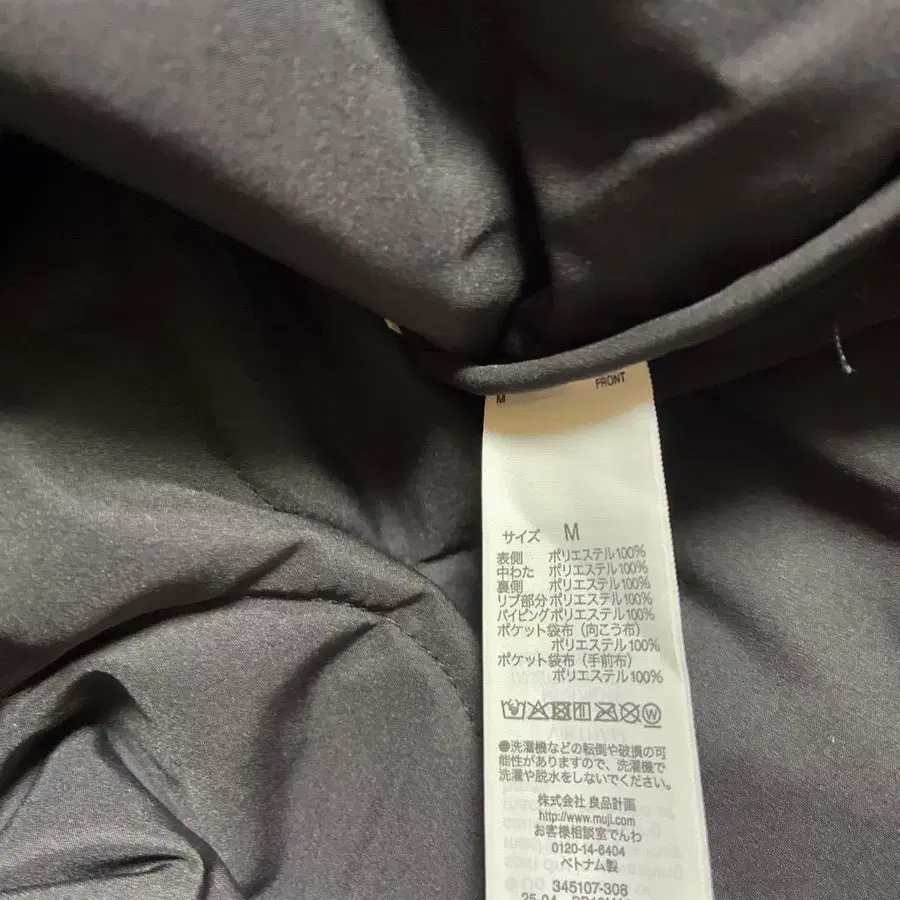 M
FRONT
サイズ M
表側 ポリエステル100%
中わた ポリエステル100%
裏側 ポリエステル100%
リブ部分 ポリエステル100%
パイピング ポリエステル100%
ポケット袋布（向こう布）
ポリエステル100%
ポケット袋布（手前布）
ポリエステル100%
●洗濯機などの転倒や破損の可
能性がありますので、洗濯機で
洗濯や脱水をしないでください。
株式会社 良品計画
http://www.muji.com
お客様相談室でんわ
0120-14-6404
ベトナム製
345107-308
25-04